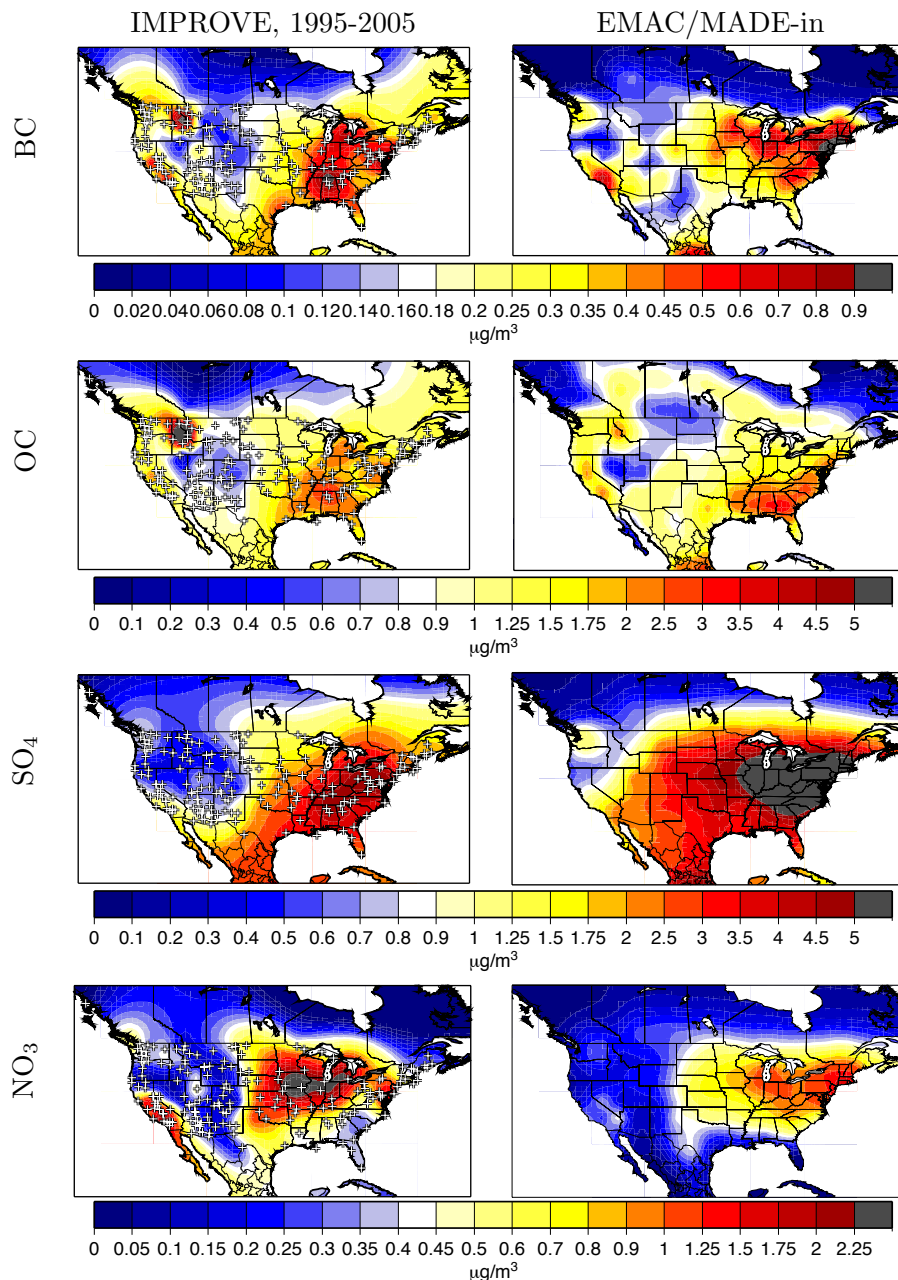 IMPROVE, 1995-2005 EMAC/MADE-in
BC
0 0.02 0.04 0.06 0.08 0.1 0.12 0.14 0.16 0.18 0.2 0.25 0.3 0.35 0.4 0.45 0.5 0.6 0.7 0.8 0.9
μg/m³
OC
0 0.1 0.2 0.3 0.4 0.5 0.6 0.7 0.8 0.9 1 1.25 1.5 1.75 2 2.5 3 3.5 4 4.5 5
μg/m³
SO₄
0 0.1 0.2 0.3 0.4 0.5 0.6 0.7 0.8 0.9 1 1.25 1.5 1.75 2 2.5 3 3.5 4 4.5 5
μg/m³
NO₃
0 0.05 0.1 0.15 0.2 0.25 0.3 0.35 0.4 0.45 0.5 0.6 0.7 0.8 0.9 1 1.25 1.5 1.75 2 2.25
μg/m³